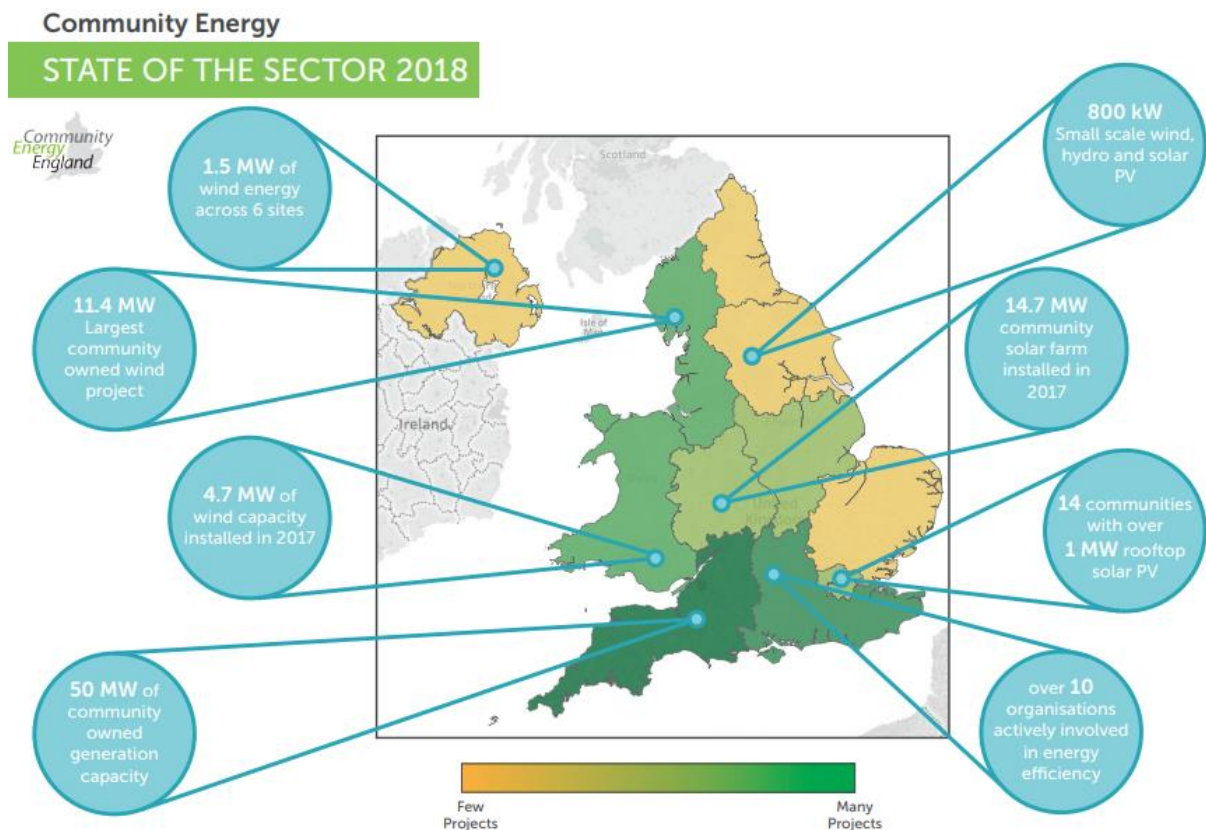 Community Energy
STATE OF THE SECTOR 2018
Community
Energy
England
1.5 MW of
wind energy
across 6 sites
800 kW
Small scale wind,
hydro and solar
PV
Scotland
11.4 MW
Largest
community
owned wind
project
Isle of
14.7 MW
community
solar farm
installed in
2017
Ireland
4.7 MW of
wind capacity
installed in 2017
United
14 communities
with over
1 MW rooftop
solar PV
50 MW of
community
owned
generation
capacity
over 10
organisations
actively involved
in energy
efficiency
Few
Projects
Many
Projects